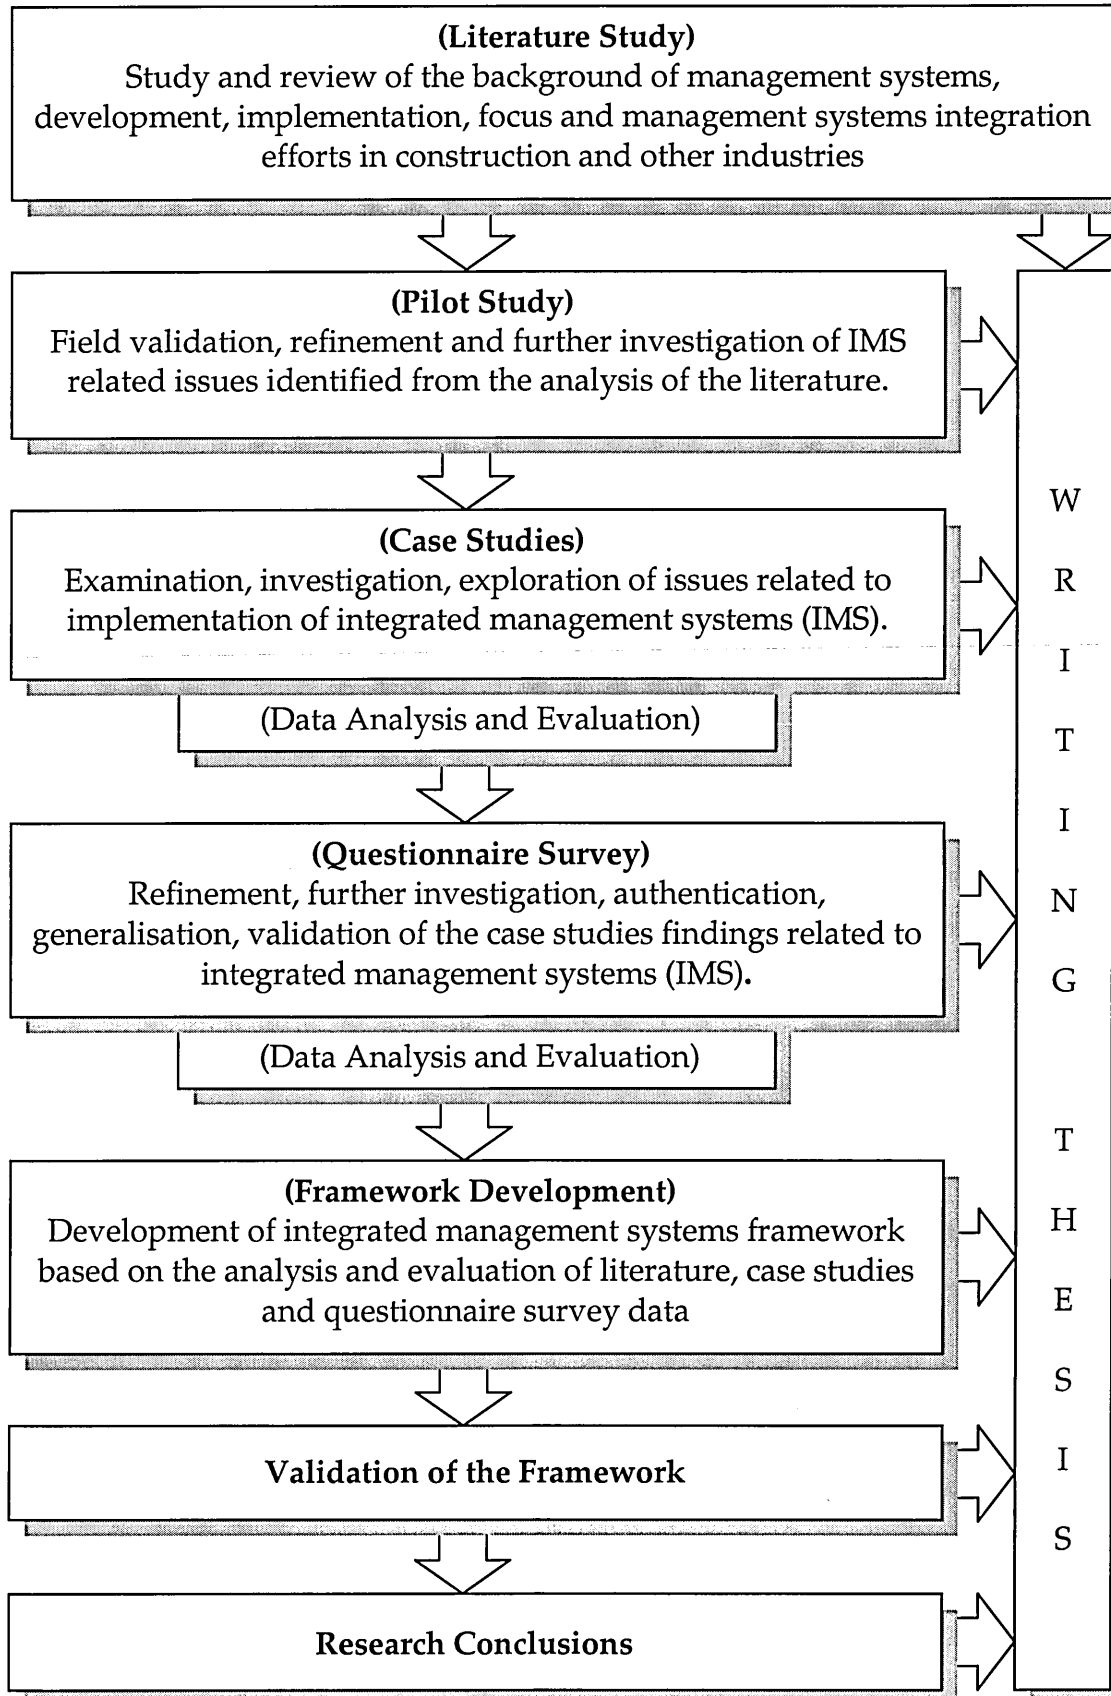 (Literature Study)
Study and review of the background of management systems,
development, implementation, focus and management systems integration
efforts in construction and other industries
(Pilot Study)
Field validation, refinement and further investigation of IMS
related issues identified from the analysis of the literature.
(Case Studies)
Examination, investigation, exploration of issues related to
implementation of integrated management systems (IMS).
(Data Analysis and Evaluation)
(Questionnaire Survey)
Refinement, further investigation, authentication,
generalisation, validation of the case studies findings related to
integrated management systems (IMS).
(Data Analysis and Evaluation)
(Framework Development)
Development of integrated management systems framework
based on the analysis and evaluation of literature, case studies
and questionnaire survey data
Validation of the Framework
Research Conclusions
WRITING THESIS